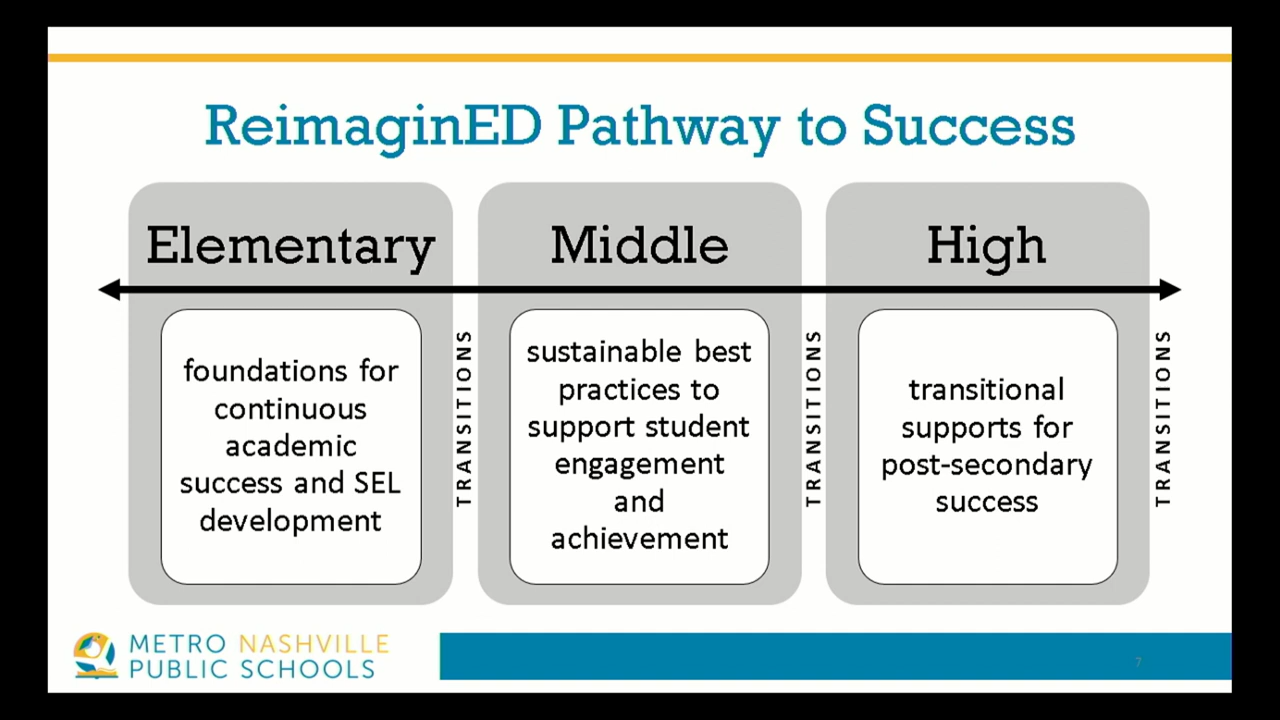 ReimaginED Pathway to Success
Elementary
foundations for
continuous
academic
success and SEL
development
TRANSITIONS
Middle
sustainable best
practices to
support student
engagement
and
achievement
TRANSITIONS
High
transitional
supports for
post-secondary
success
TRANSITIONS
METRO NASHVILLE
PUBLIC SCHOOLS
7